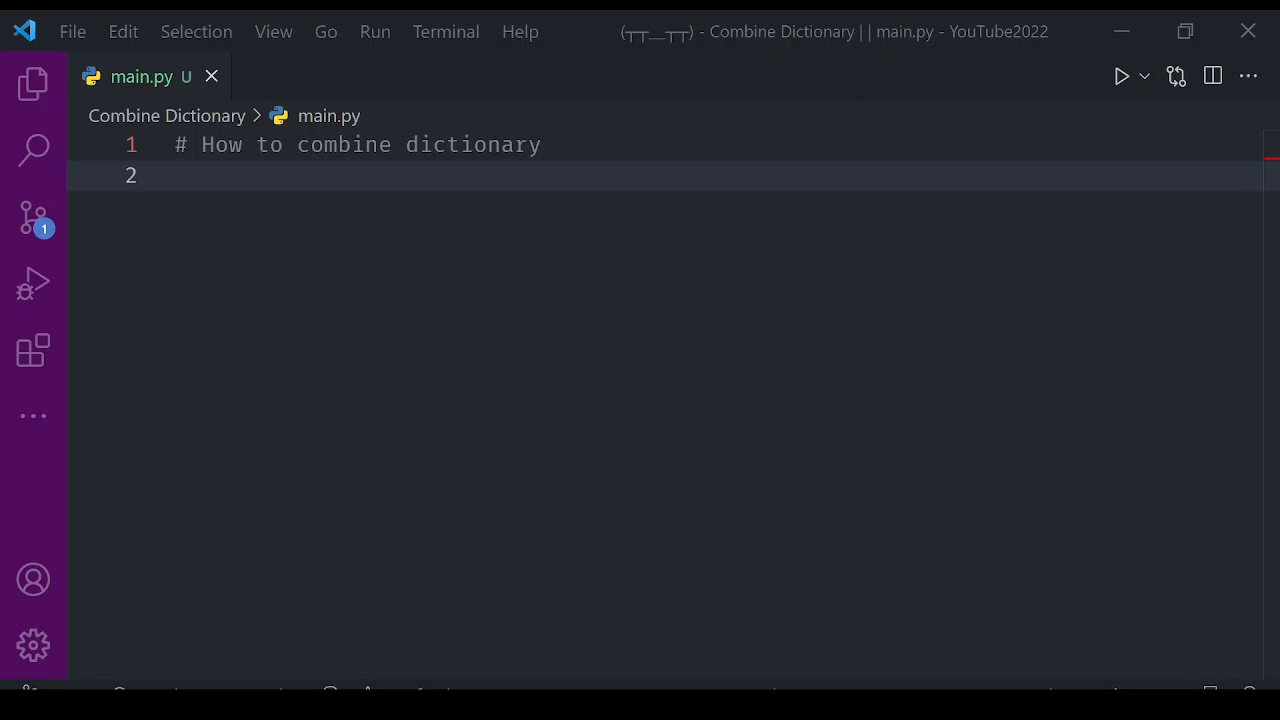 File Edit Selection View Go Run Terminal Help (┬┬﹏┬┬) - Combine Dictionary | | main.py - YouTube2022
main.py U
Combine Dictionary > main.py
1 # How to combine dictionary
2
1